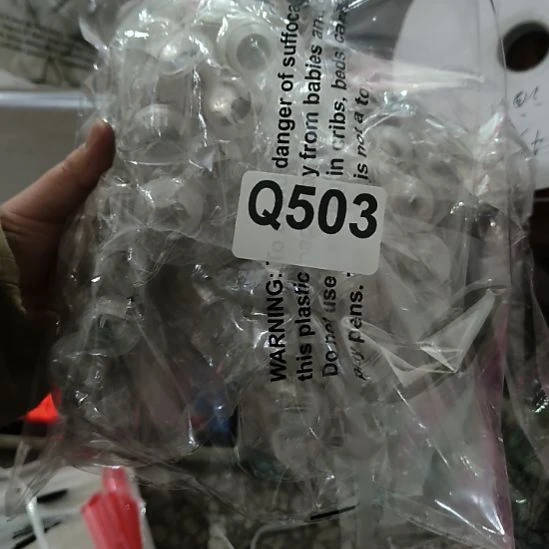 Q503
WARNING: To
danger of suffoca
this plastic
y from babies an
Do not use
in cribs, beds, car
pens.
is not a to